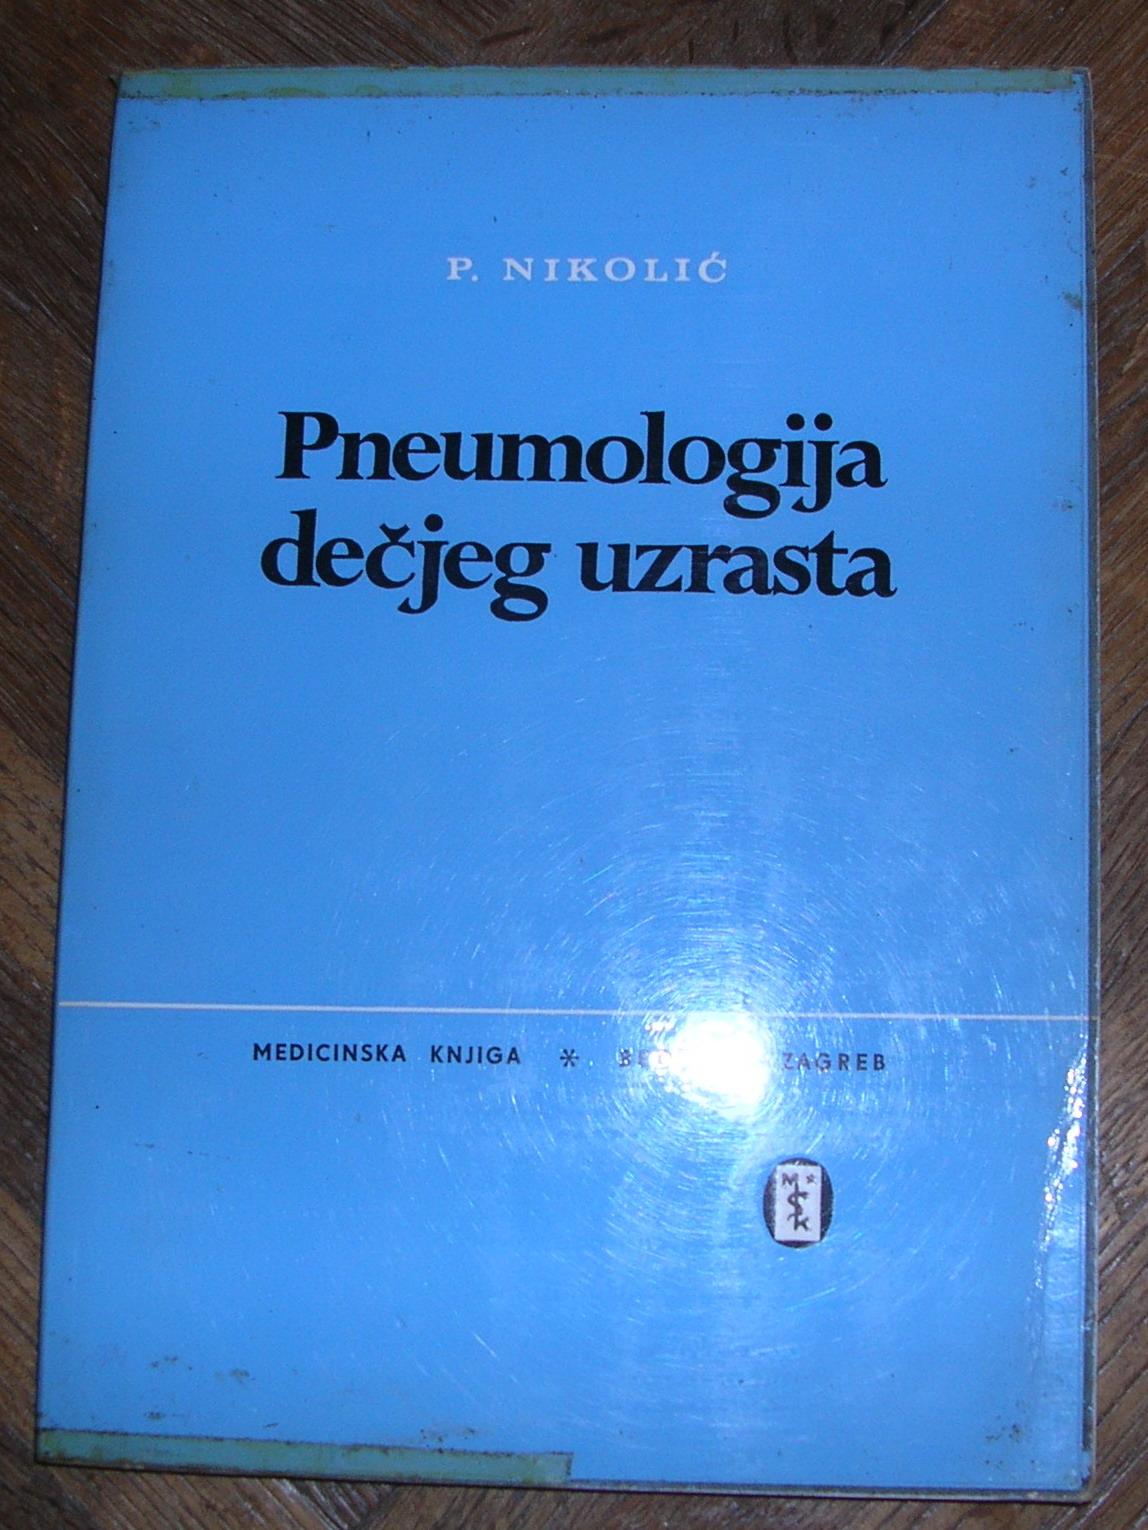 P. NIKOLIĆ
Pneumologija
dečjeg uzrasta
MEDICINSKA KNJIGA * ZAGREB
M *
S
K